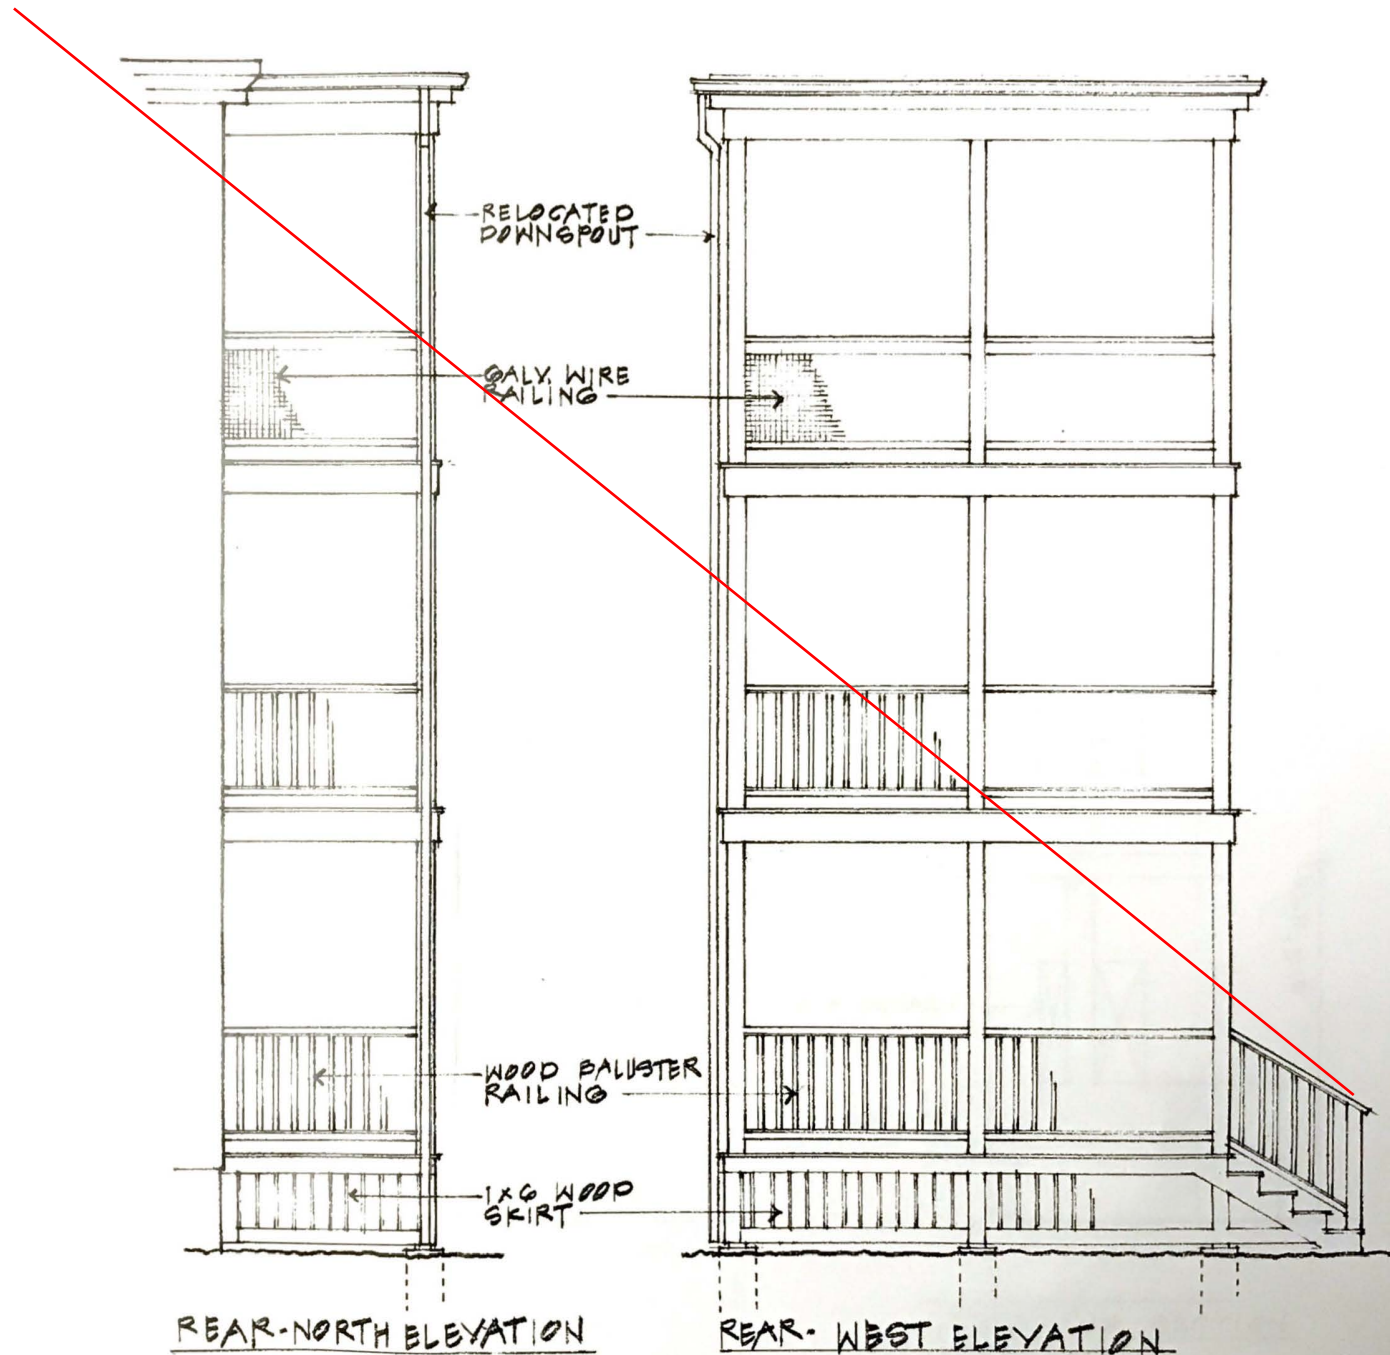 RELOCATED
DOWNSPOUT
GALV. WIRE
RAILING
WOOD BALUSTER
RAILING
1x6 WOOD
SKIRT
REAR-NORTH ELEVATION
REAR- WEST ELEVATION